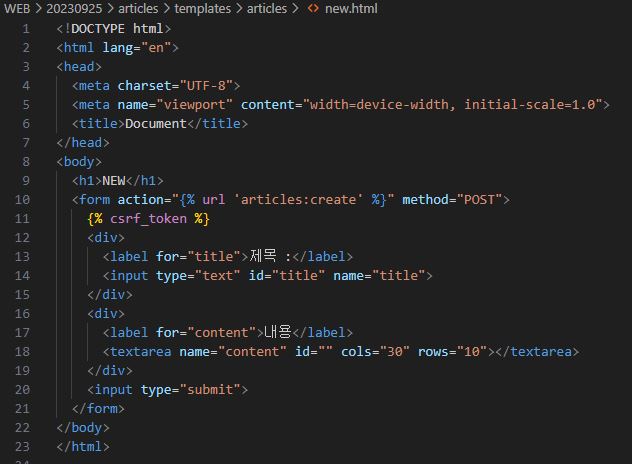 WEB > 20230925 > articles > templates > articles > <> new.html
1 <!DOCTYPE html>
2 <html lang="en">
3 <head>
4   <meta charset="UTF-8">
5   <meta name="viewport" content="width=device-width, initial-scale=1.0">
6   <title>Document</title>
7 </head>
8 <body>
9   <h1>NEW</h1>
10   <form action="{% url 'articles:create' %}" method="POST">
11     {% csrf_token %}
12     <div>
13       <label for="title">제목 :</label>
14       <input type="text" id="title" name="title">
15     </div>
16     <div>
17       <label for="content">내용</label>
18       <textarea name="content" id="" cols="30" rows="10"></textarea>
19     </div>
20     <input type="submit">
21   </form>
22 </body>
23 </html>